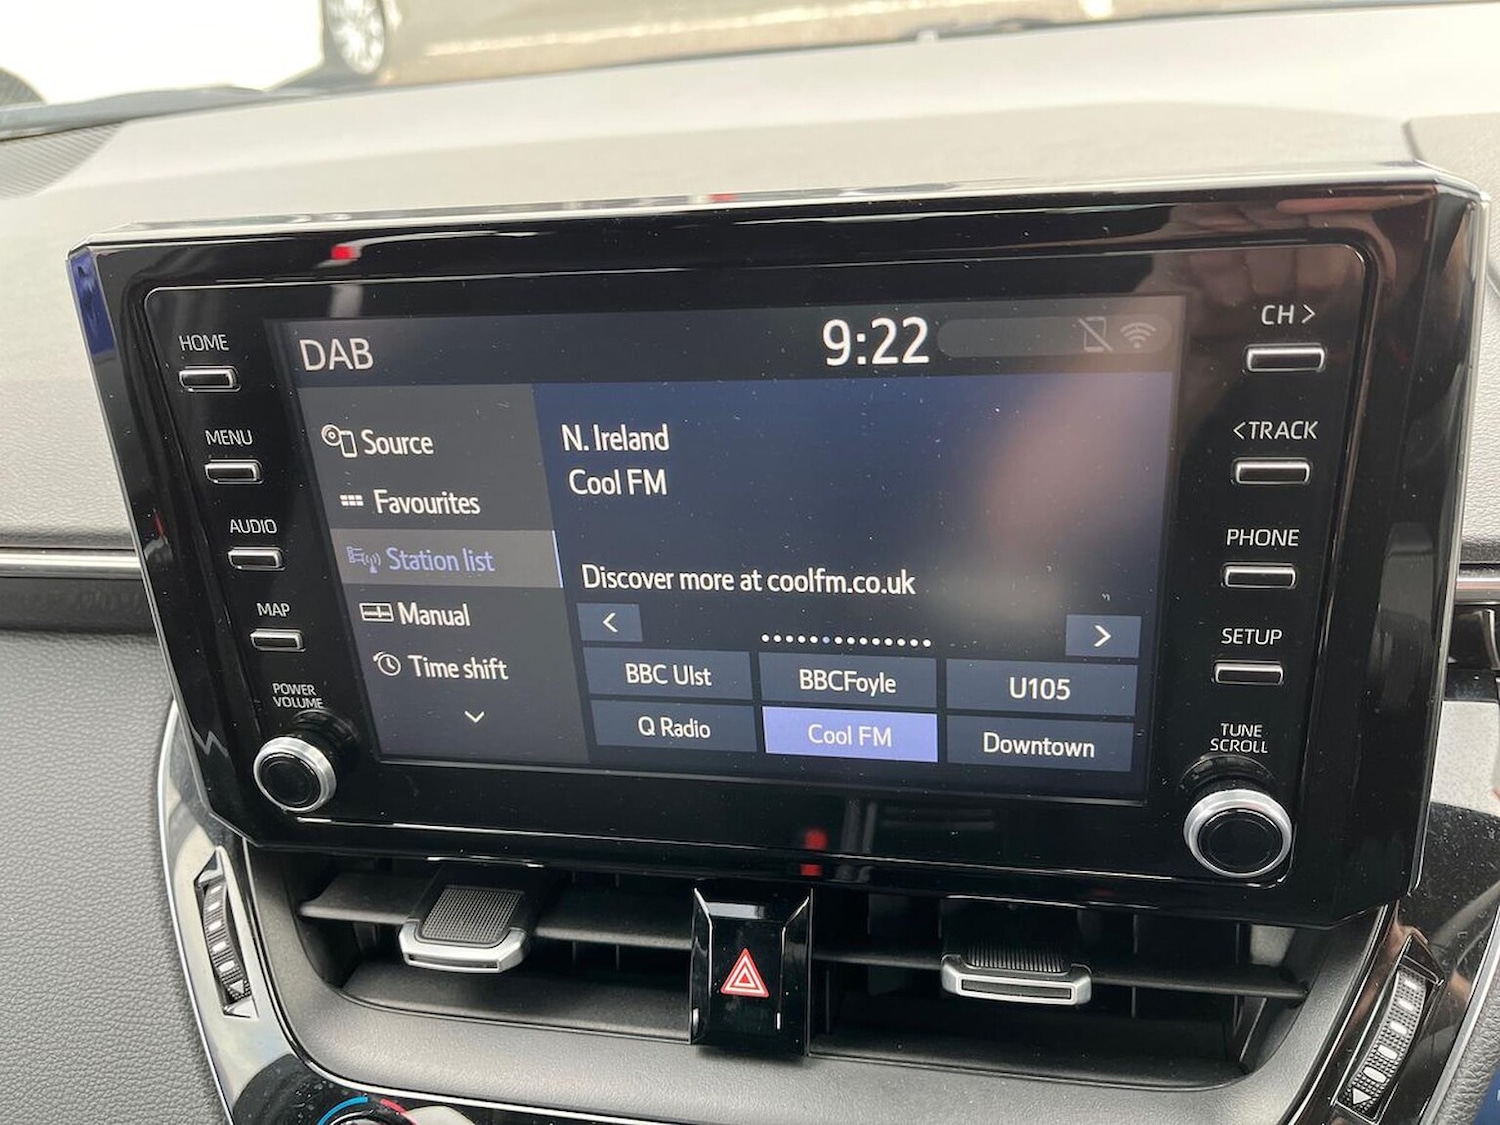 HOME
MENU
AUDIO
MAP
POWER
VOLUME
DAB
9:22
Source
Favourites
Station list
Manual
Time shift
N. Ireland
Cool FM
Discover more at coolfm.co.uk
<
>
BBC Ulst
BBCFoyle
U105
Q Radio
Cool FM
Downtown
CH >
<TRACK
PHONE
SETUP
TUNE
SCROLL